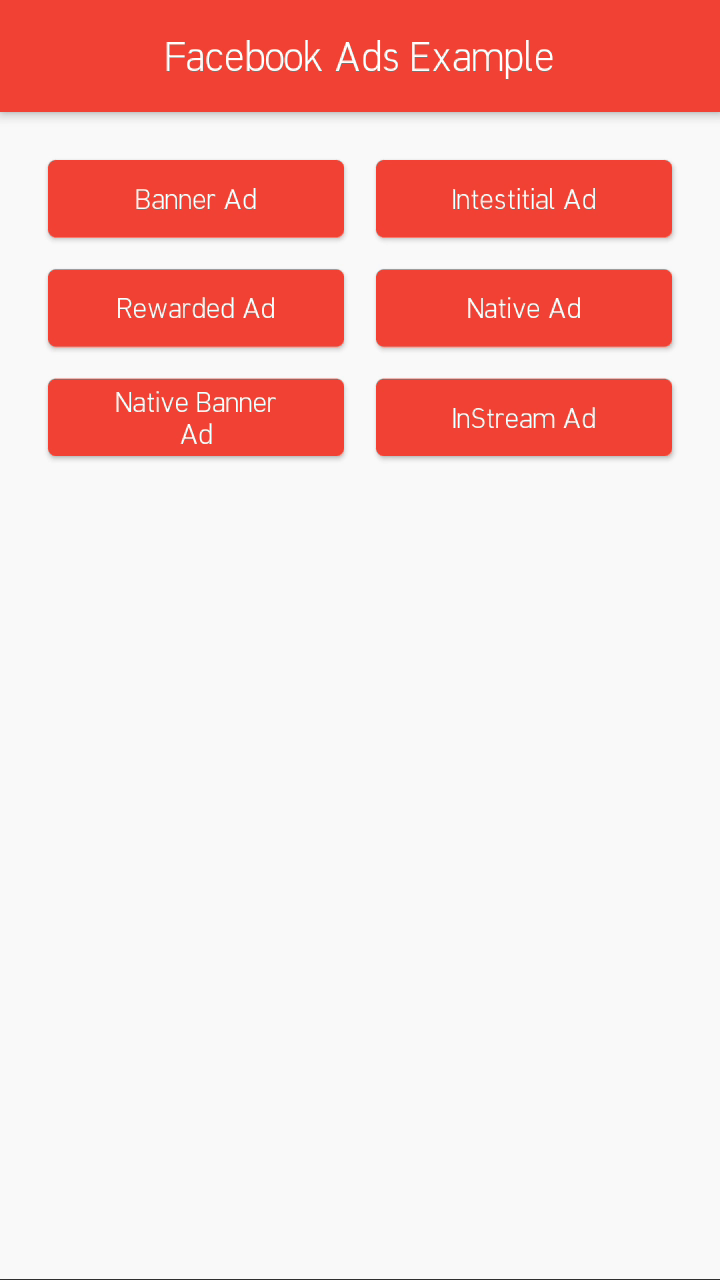 Facebook Ads Example
Banner Ad
Intestitial Ad
Rewarded Ad
Native Ad
Native Banner
Ad
InStream Ad